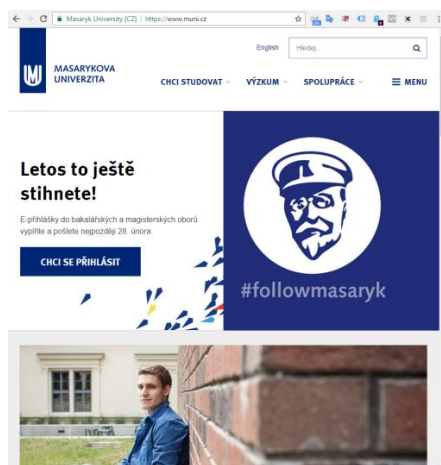 Masaryk University [CZ] | https://www.muni.cz
English
Hledej...
MASARYKOVA
UNIVERZITA
CHCI STUDOVAT
VÝZKUM
SPOLUPRÁCE
MENU
Letos to ještě
stihnete!
E-přihlášky do bakalářských a magisterských oborů
vyplňte a pošlete nejpozději 28. února.
CHCI SE PŘIHLÁSIT
#followmasaryk